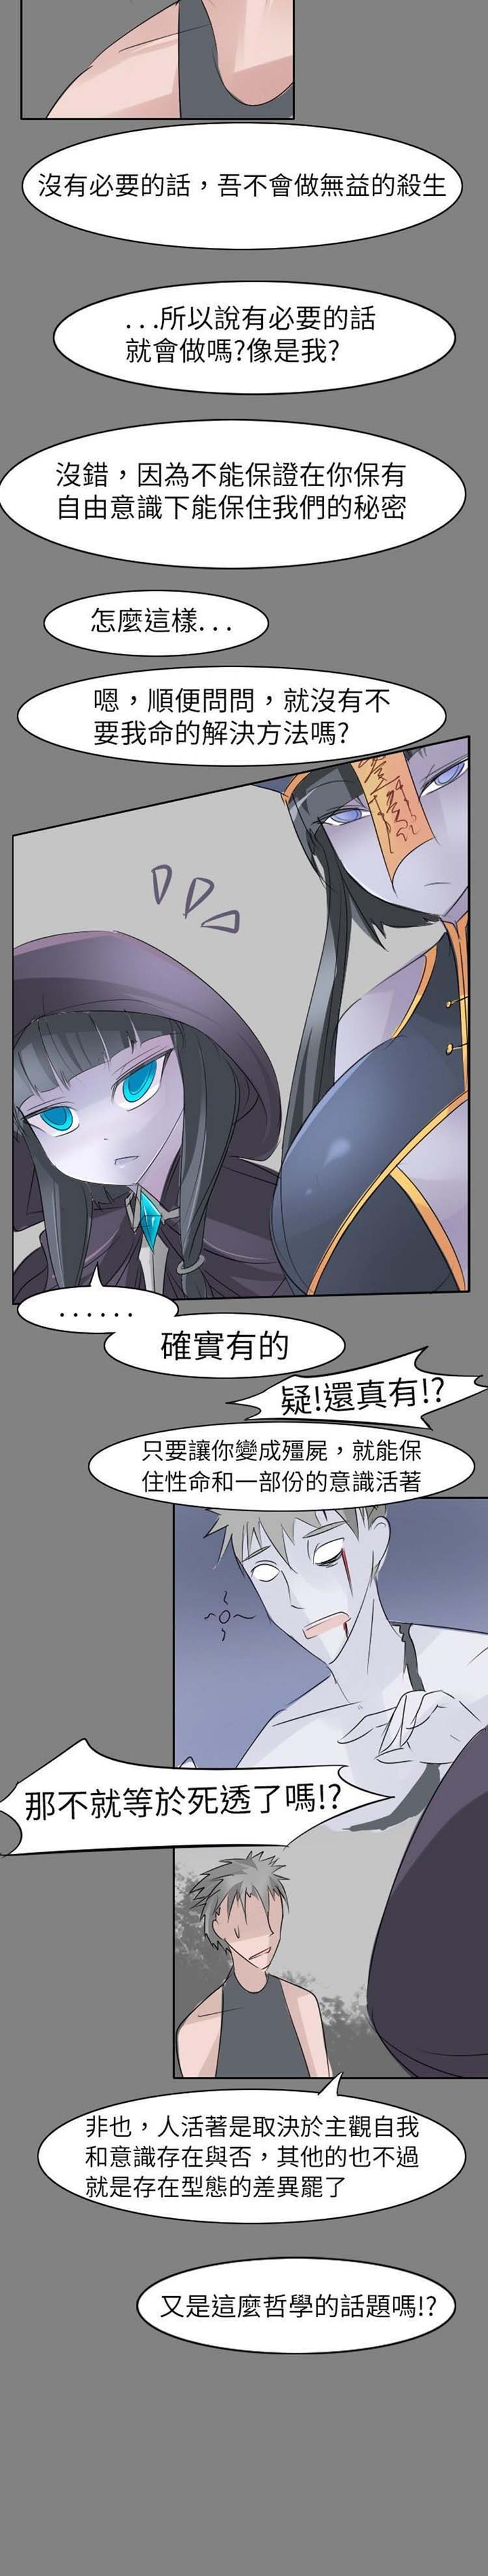 沒有必要的話，吾不會做無益的殺生
...所以說有必要的話
就會做嗎?像是我?
沒錯，因為不能保證在你保有
自由意識下能保住我們的秘密
怎麼這樣...
嗯，順便問問，就沒有不
要我命的解決方法嗎?
......
確實有的
疑!還真有!?
只要讓你變成殭屍，就能保
住性命和一部份的意識活著
那不就等於死透了嗎!?
非也，人活著是取決於主觀自我
和意識存在與否，其他的也不過
就是存在型態的差異罷了
又是這麼哲學的話題嗎!?